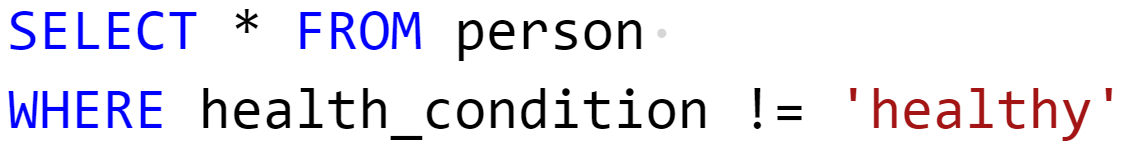 SELECT * FROM person
WHERE health_condition != 'healthy'